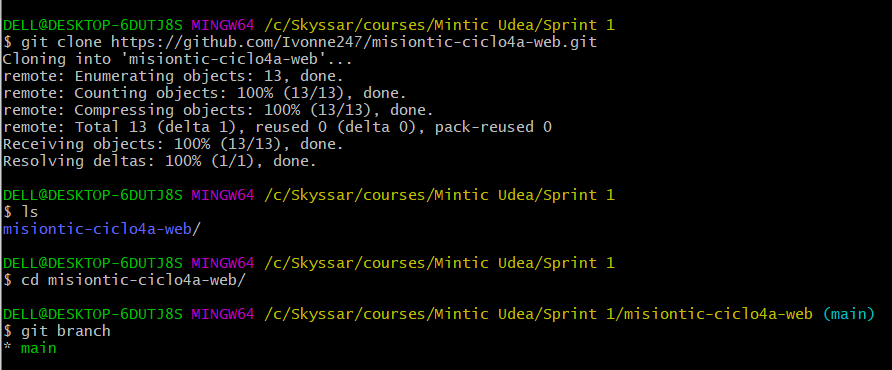 DELL@DESKTOP-6DUTJ8S MINGW64 /c/Skyssar/courses/Mintic Udea/Sprint 1
$ git clone https://github.com/Ivonne247/misiontic-ciclo4a-web.git
Cloning into 'misiontic-ciclo4a-web'...
remote: Enumerating objects: 13, done.
remote: Counting objects: 100% (13/13), done.
remote: Compressing objects: 100% (13/13), done.
remote: Total 13 (delta 1), reused 0 (delta 0), pack-reused 0
Receiving objects: 100% (13/13), done.
Resolving deltas: 100% (1/1), done.
DELL@DESKTOP-6DUTJ8S MINGW64 /c/Skyssar/courses/Mintic Udea/Sprint 1
$ ls
misiontic-ciclo4a-web/
DELL@DESKTOP-6DUTJ8S MINGW64 /c/Skyssar/courses/Mintic Udea/Sprint 1
$ cd misiontic-ciclo4a-web/
DELL@DESKTOP-6DUTJ8S MINGW64 /c/Skyssar/courses/Mintic Udea/Sprint 1/misiontic-ciclo4a-web (main)
$ git branch
* main